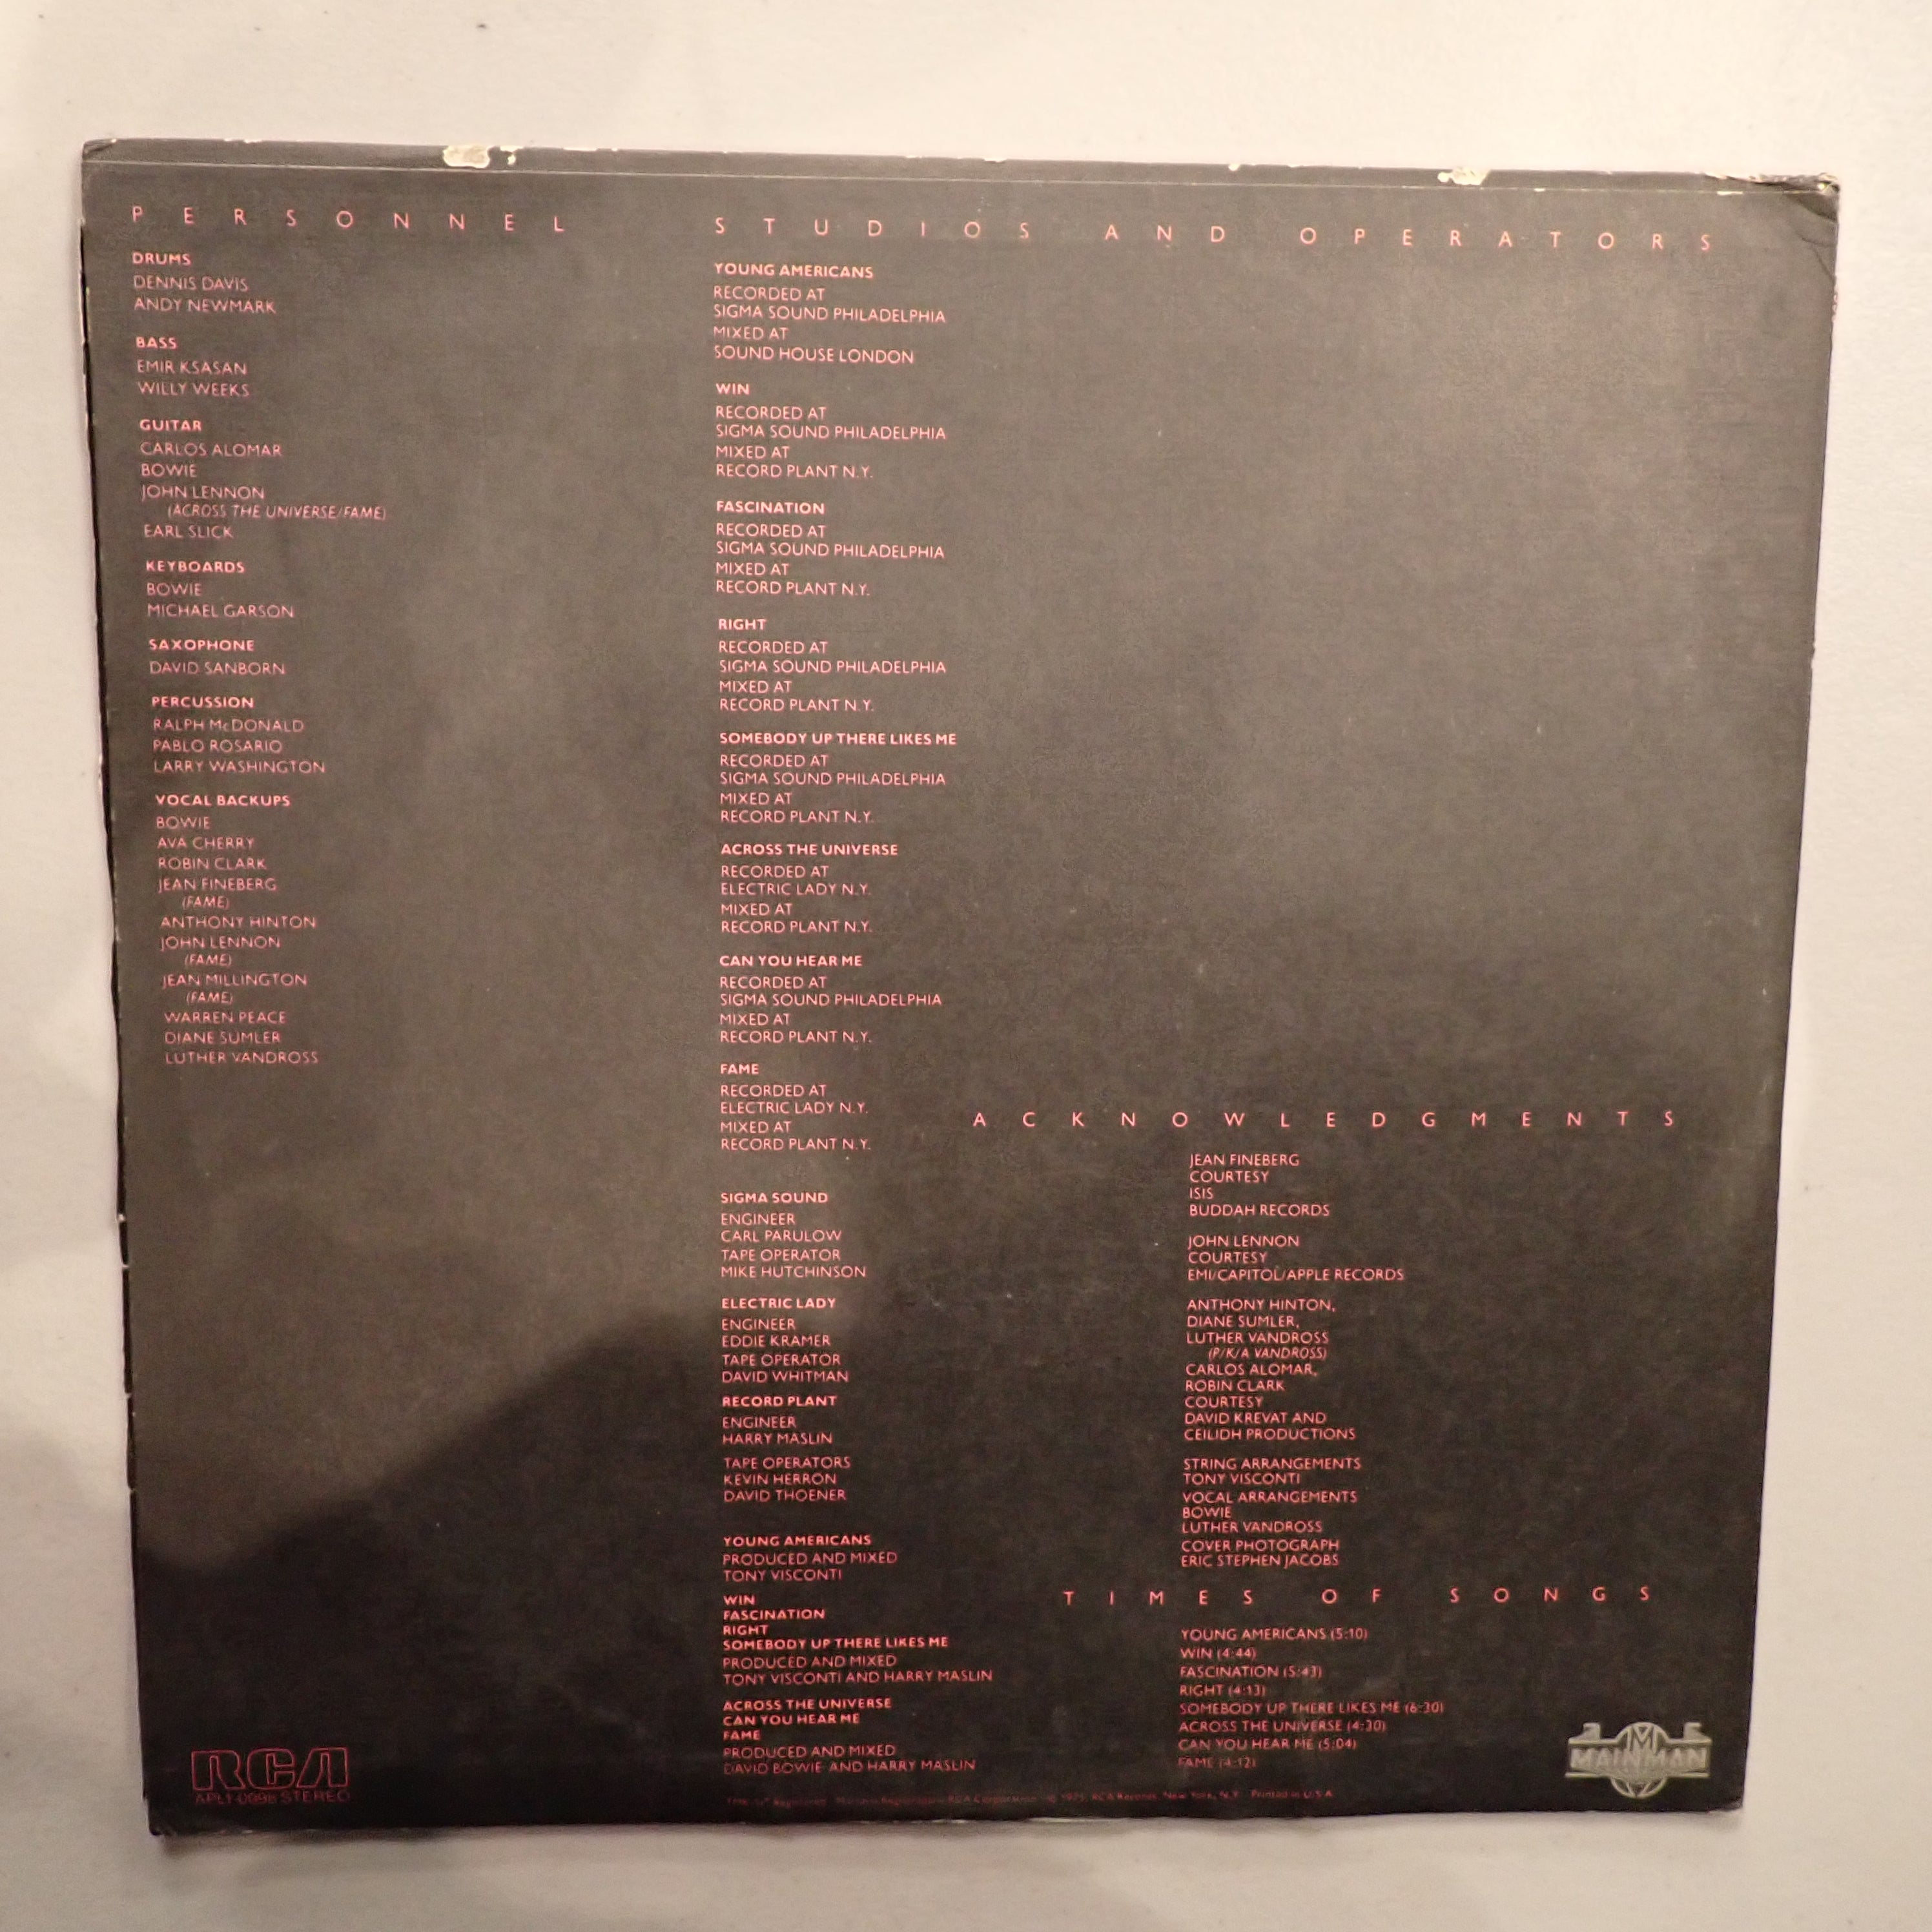 PERSONNEL
DRUMS
DENNIS DAVIS
ANDY NEWMARK
BASS
EMIR KSASAN
WILLY WEEKS
GUITAR
CARLOS ALOMAR
BOWIE
JOHN LENNON
(ACROSS THE UNIVERSE/FAME)
EARL SLICK
KEYBOARDS
BOWIE
MICHAEL GARSON
SAXOPHONE
DAVID SANBORN
PERCUSSION
RALPH McDONALD
PABLO ROSARIO
LARRY WASHINGTON
VOCAL BACKUPS
BOWIE
AVA CHERRY
ROBIN CLARK
JEAN FINEBERG
(FAME)
ANTHONY HINTON
JOHN LENNON
(FAME)
JEAN MILLINGTON
(FAME)
WARREN PEACE
DIANE SUMLER
LUTHER VANDROSS
STUDIOS AND OPERATORS
YOUNG AMERICANS
RECORDED AT
SIGMA SOUND PHILADELPHIA
MIXED AT
SOUND HOUSE LONDON
WIN
RECORDED AT
SIGMA SOUND PHILADELPHIA
MIXED AT
RECORD PLANT N.Y.
FASCINATION
RECORDED AT
SIGMA SOUND PHILADELPHIA
MIXED AT
RECORD PLANT N.Y.
RIGHT
RECORDED AT
SIGMA SOUND PHILADELPHIA
MIXED AT
RECORD PLANT N.Y.
SOMEBODY UP THERE LIKES ME
RECORDED AT
SIGMA SOUND PHILADELPHIA
MIXED AT
RECORD PLANT N.Y.
ACROSS THE UNIVERSE
RECORDED AT
ELECTRIC LADY N.Y.
MIXED AT
RECORD PLANT N.Y.
CAN YOU HEAR ME
RECORDED AT
SIGMA SOUND PHILADELPHIA
MIXED AT
RECORD PLANT N.Y.
FAME
RECORDED AT
ELECTRIC LADY N.Y.
MIXED AT
RECORD PLANT N.Y.
SIGMA SOUND
ENGINEER
CARL PARULOW
TAPE OPERATOR
MIKE HUTCHINSON
ELECTRIC LADY
ENGINEER
EDDIE KRAMER
TAPE OPERATOR
DAVID WHITMAN
RECORD PLANT
ENGINEER
HARRY MASLIN
TAPE OPERATORS
KEVIN HERRON
DAVID THOENER
YOUNG AMERICANS
PRODUCED AND MIXED
TONY VISCONTI
WIN
FASCINATION
RIGHT
SOMEBODY UP THERE LIKES ME
PRODUCED AND MIXED
TONY VISCONTI AND HARRY MASLIN
ACROSS THE UNIVERSE
CAN YOU HEAR ME
FAME
PRODUCED AND MIXED
DAVID BOWIE AND HARRY MASLIN
ACKNOWLEDGMENTS
JEAN FINEBERG
COURTESY
ISIS
BUDDAH RECORDS
JOHN LENNON
COURTESY
EMI/CAPITOL/APPLE RECORDS
ANTHONY HINTON,
DIANE SUMLER,
LUTHER VANDROSS
(P/K/A VANDROSS)
CARLOS ALOMAR,
ROBIN CLARK
COURTESY
DAVID KREVAT AND
CEILIDH PRODUCTIONS
STRING ARRANGEMENTS
TONY VISCONTI
VOCAL ARRANGEMENTS
BOWIE
LUTHER VANDROSS
COVER PHOTOGRAPH
ERIC STEPHEN JACOBS
TIMES OF SONGS
YOUNG AMERICANS (5:10)
WIN (4:44)
FASCINATION (5:43)
RIGHT (4:13)
SOMEBODY UP THERE LIKES ME (6:30)
ACROSS THE UNIVERSE (4:30)
CAN YOU HEAR ME (5:04)
FAME (4:12)
RCA
APL1-0998 STEREO
MAINMAN
RCA Records, New York, N.Y. Printed in U.S.A.